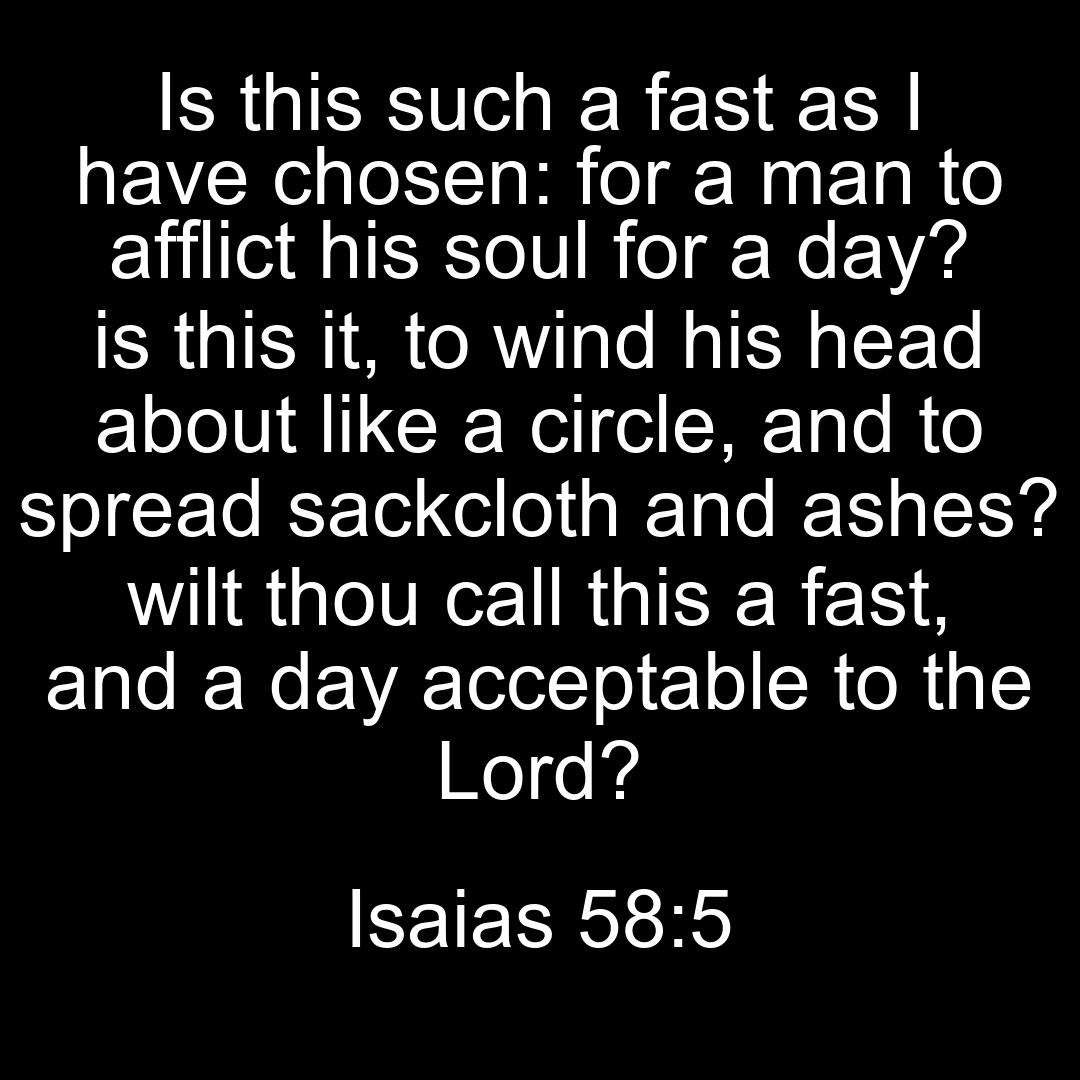 Is this such a fast as I
have chosen: for a man to
afflict his soul for a day?
is this it, to wind his head
about like a circle, and to
spread sackcloth and ashes?
wilt thou call this a fast,
and a day acceptable to the
Lord?
Isaias 58:5